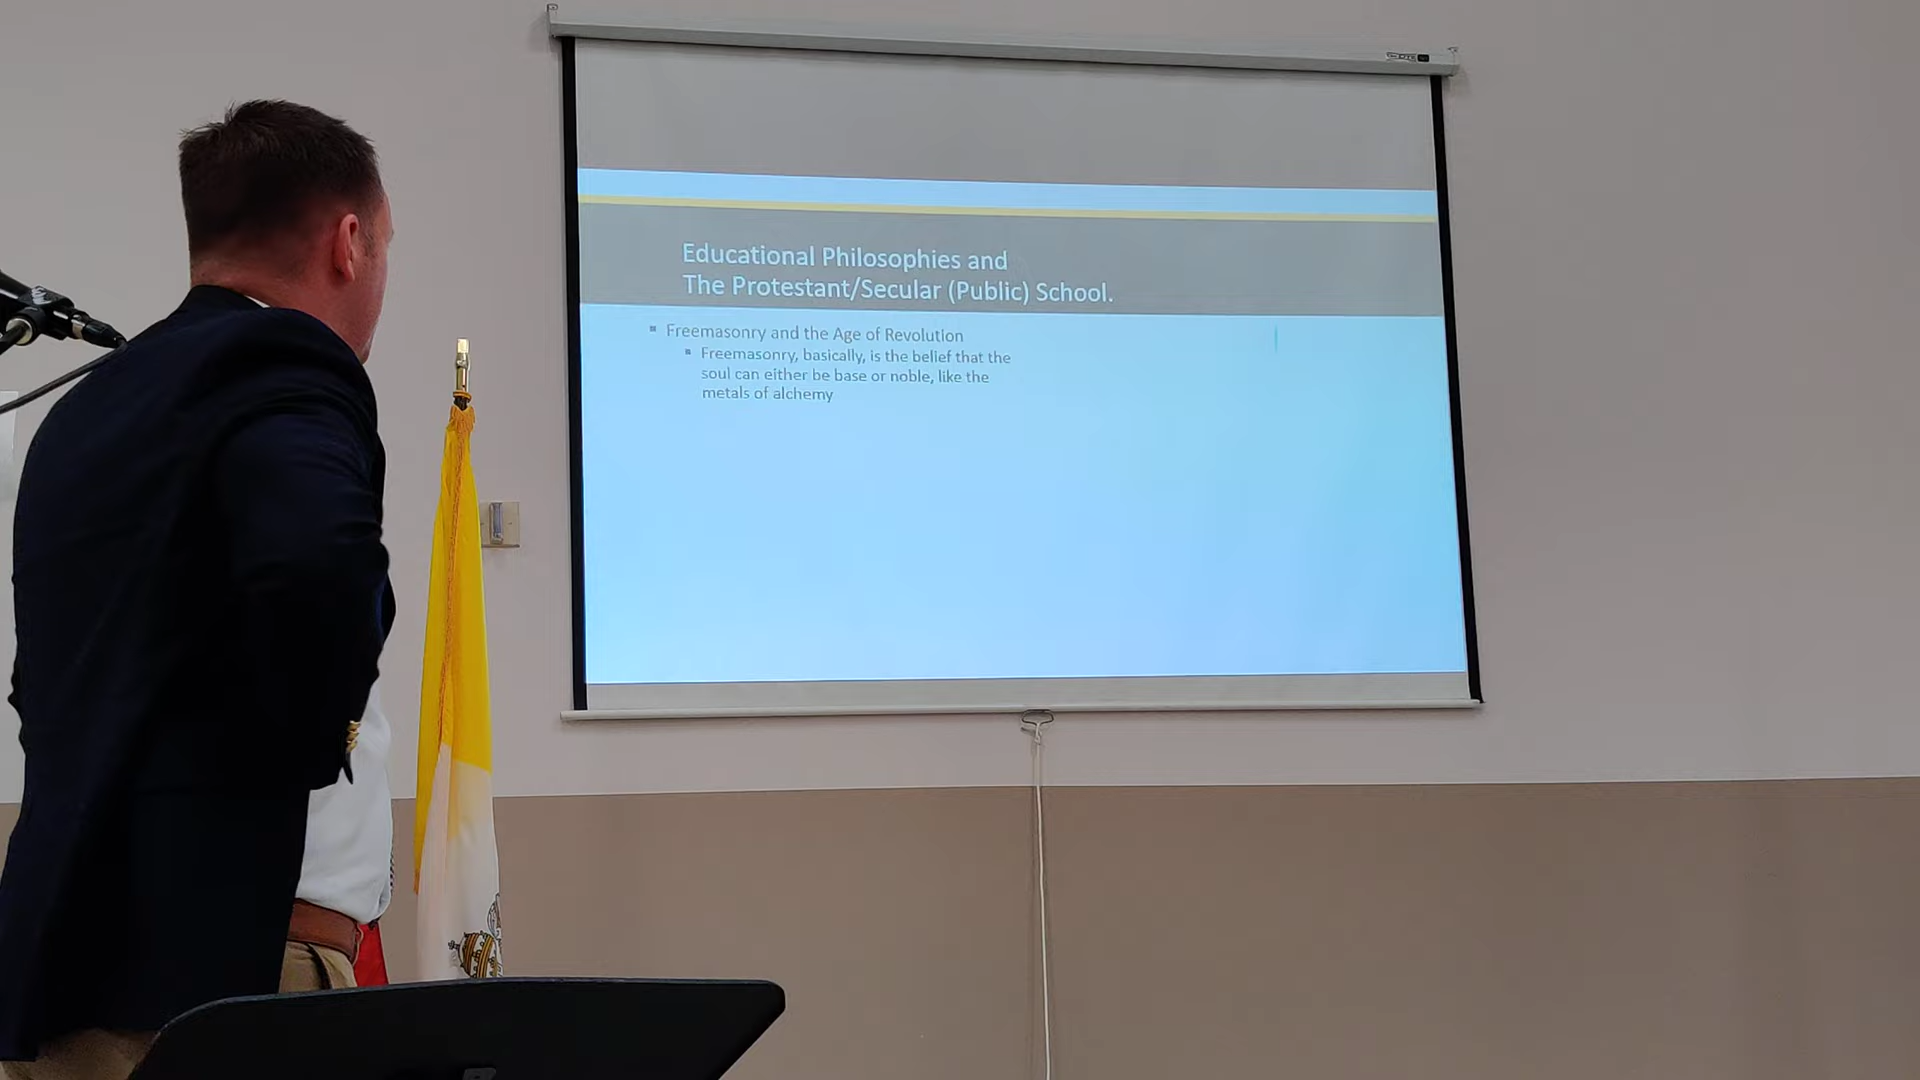 Educational Philosophies and
The Protestant/Secular (Public) School.
▪ Freemasonry and the Age of Revolution
▪ Freemasonry, basically, is the belief that the
soul can either be base or noble, like the
metals of alchemy